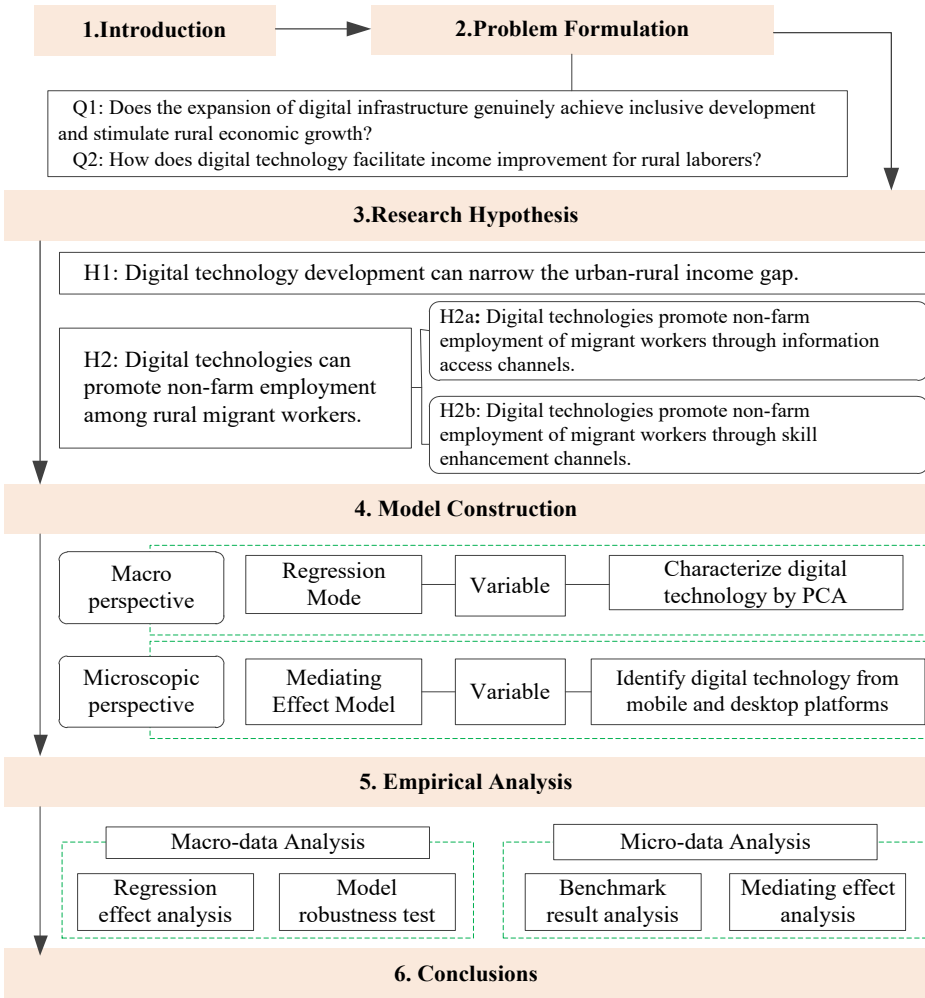 1.Introduction
2.Problem Formulation
Q1: Does the expansion of digital infrastructure genuinely achieve inclusive development
and stimulate rural economic growth?
Q2: How does digital technology facilitate income improvement for rural laborers?
3.Research Hypothesis
H1: Digital technology development can narrow the urban-rural income gap.
H2: Digital technologies can
promote non-farm employment
among rural migrant workers.
H2a: Digital technologies promote non-farm
employment of migrant workers through information
access channels.
H2b: Digital technologies promote non-farm
employment of migrant workers through skill
enhancement channels.
4. Model Construction
Macro
perspective
Regression
Mode
Variable
Characterize digital
technology by PCA
Microscopic
perspective
Mediating
Effect Model
Variable
Identify digital technology from
mobile and desktop platforms
5. Empirical Analysis
Macro-data Analysis
Regression
effect analysis
Model
robustness test
Micro-data Analysis
Benchmark
result analysis
Mediating effect
analysis
6. Conclusions